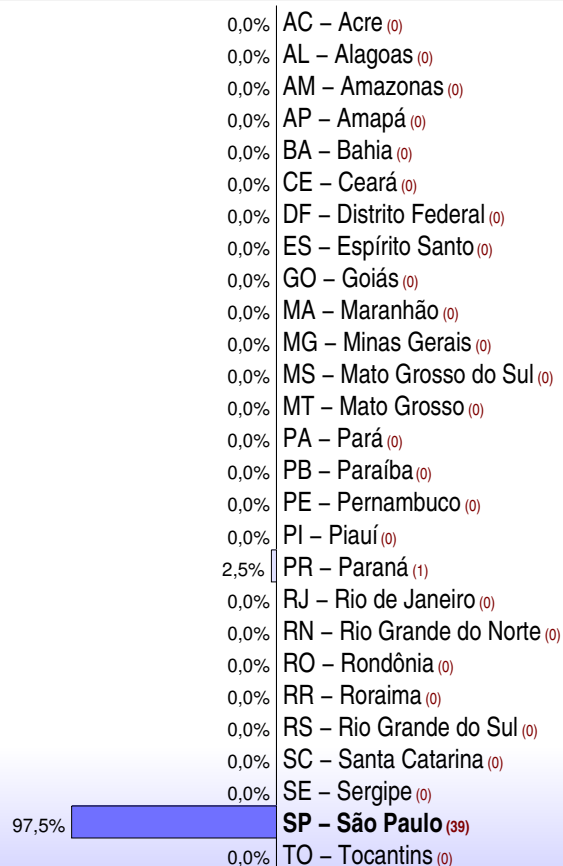 0,0% AC – Acre (0)
0,0% AL – Alagoas (0)
0,0% AM – Amazonas (0)
0,0% AP – Amapá (0)
0,0% BA – Bahia (0)
0,0% CE – Ceará (0)
0,0% DF – Distrito Federal (0)
0,0% ES – Espírito Santo (0)
0,0% GO – Goiás (0)
0,0% MA – Maranhão (0)
0,0% MG – Minas Gerais (0)
0,0% MS – Mato Grosso do Sul (0)
0,0% MT – Mato Grosso (0)
0,0% PA – Pará (0)
0,0% PB – Paraíba (0)
0,0% PE – Pernambuco (0)
0,0% PI – Piauí (0)
2,5% PR – Paraná (1)
0,0% RJ – Rio de Janeiro (0)
0,0% RN – Rio Grande do Norte (0)
0,0% RO – Rondônia (0)
0,0% RR – Roraima (0)
0,0% RS – Rio Grande do Sul (0)
0,0% SC – Santa Catarina (0)
0,0% SE – Sergipe (0)
97,5% SP – São Paulo (39)
0,0% TO – Tocantins (0)